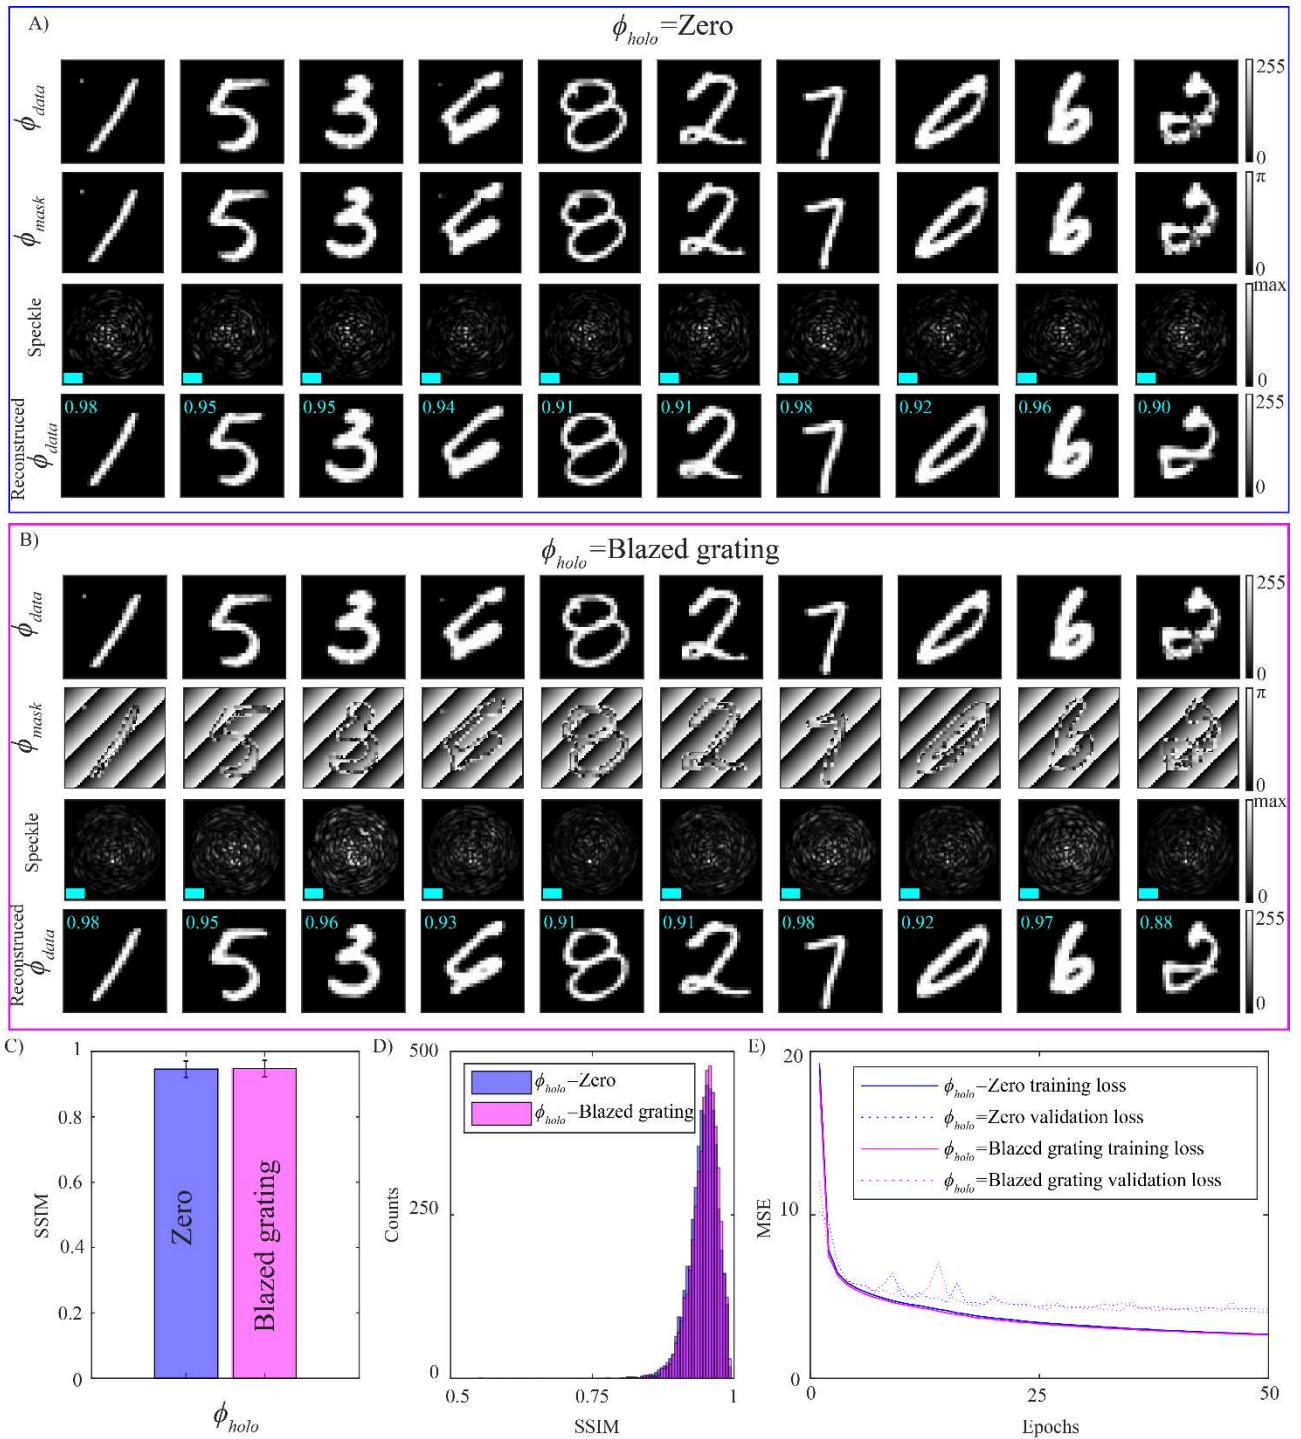 A)
ϕholo=Zero
ϕdata
255
0
ϕmask
π
0
Speckle
max
0
Reconstruced ϕdata
0.98 0.95 0.95 0.94 0.91 0.91 0.98 0.92 0.96 0.90
255
0
B)
ϕholo=Blazed grating
ϕdata
255
0
ϕmask
π
0
Speckle
max
0
Reconstruced ϕdata
0.98 0.95 0.96 0.93 0.91 0.91 0.98 0.92 0.97 0.88
255
0
C)
SSIM
1
0.8
0.6
0.4
0.2
0
Zero
Blazed grating
ϕholo
D)
Counts
500
250
0
ϕholo–Zero
ϕholo–Blazed grating
0.5 0.75 1
SSIM
E)
MSE
20
10
0
ϕholo–Zero training loss
ϕholo=Zero validation loss
ϕholo=Blazed grating training loss
ϕholo=Blazed grating validation loss
0 25 50
Epochs